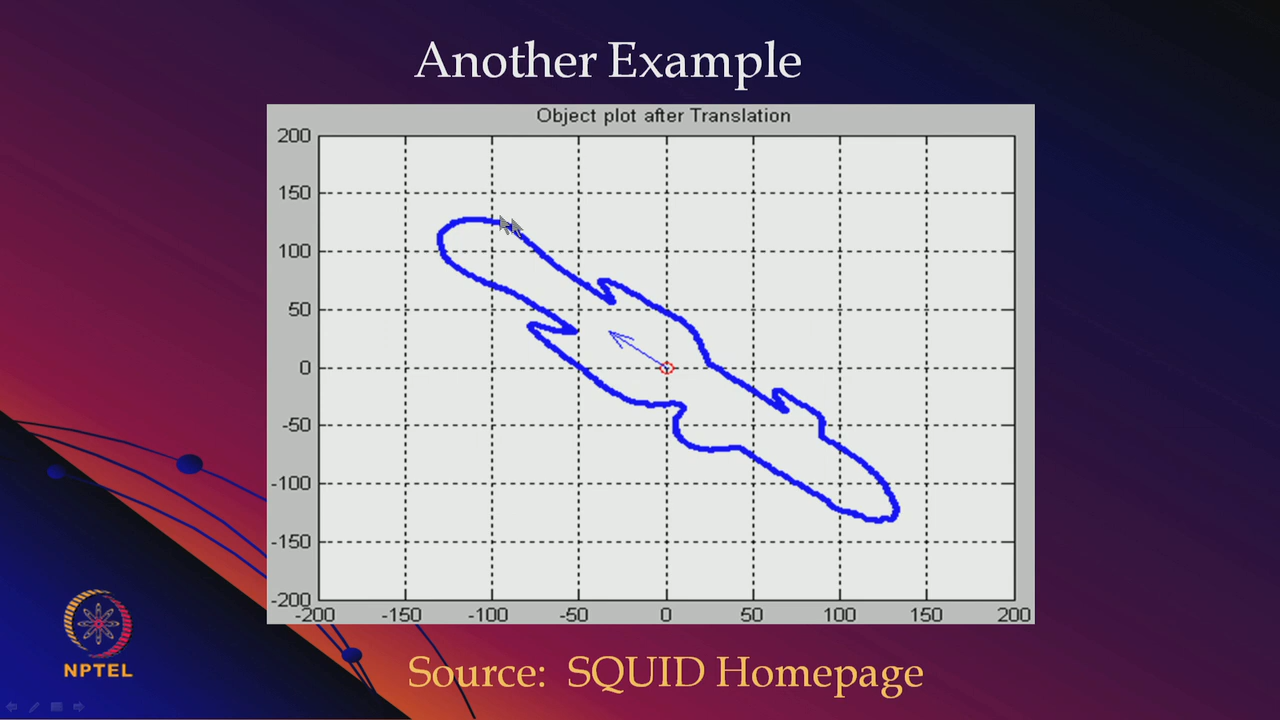 Another Example
Object plot after Translation
200
150
100
50
0
-50
-100
-150
-200
-200 -150 -100 -50 0 50 100 150 200
NPTEL
Source: SQUID Homepage